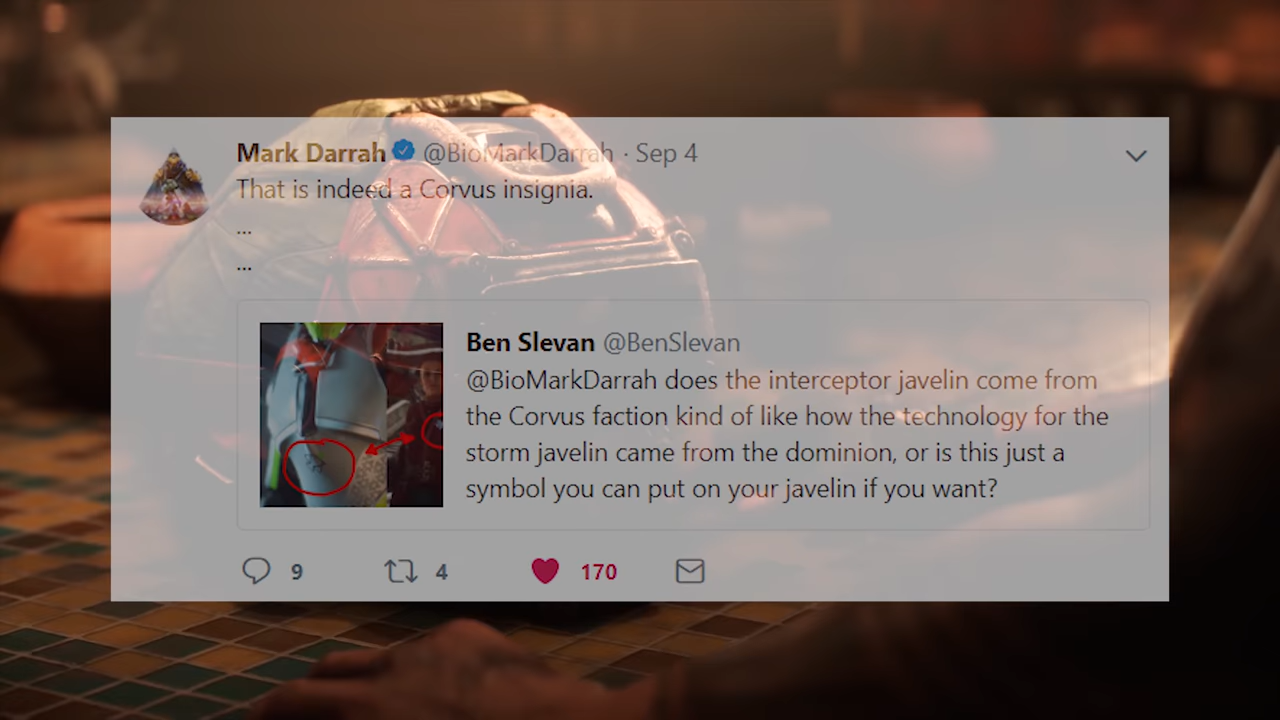 Mark Darrah @BioMarkDarrah · Sep 4
That is indeed a Corvus insignia.
...
...
Ben Slevan @BenSlevan
@BioMarkDarrah does the interceptor javelin come from
the Corvus faction kind of like how the technology for the
storm javelin came from the dominion, or is this just a
symbol you can put on your javelin if you want?
9 4 170